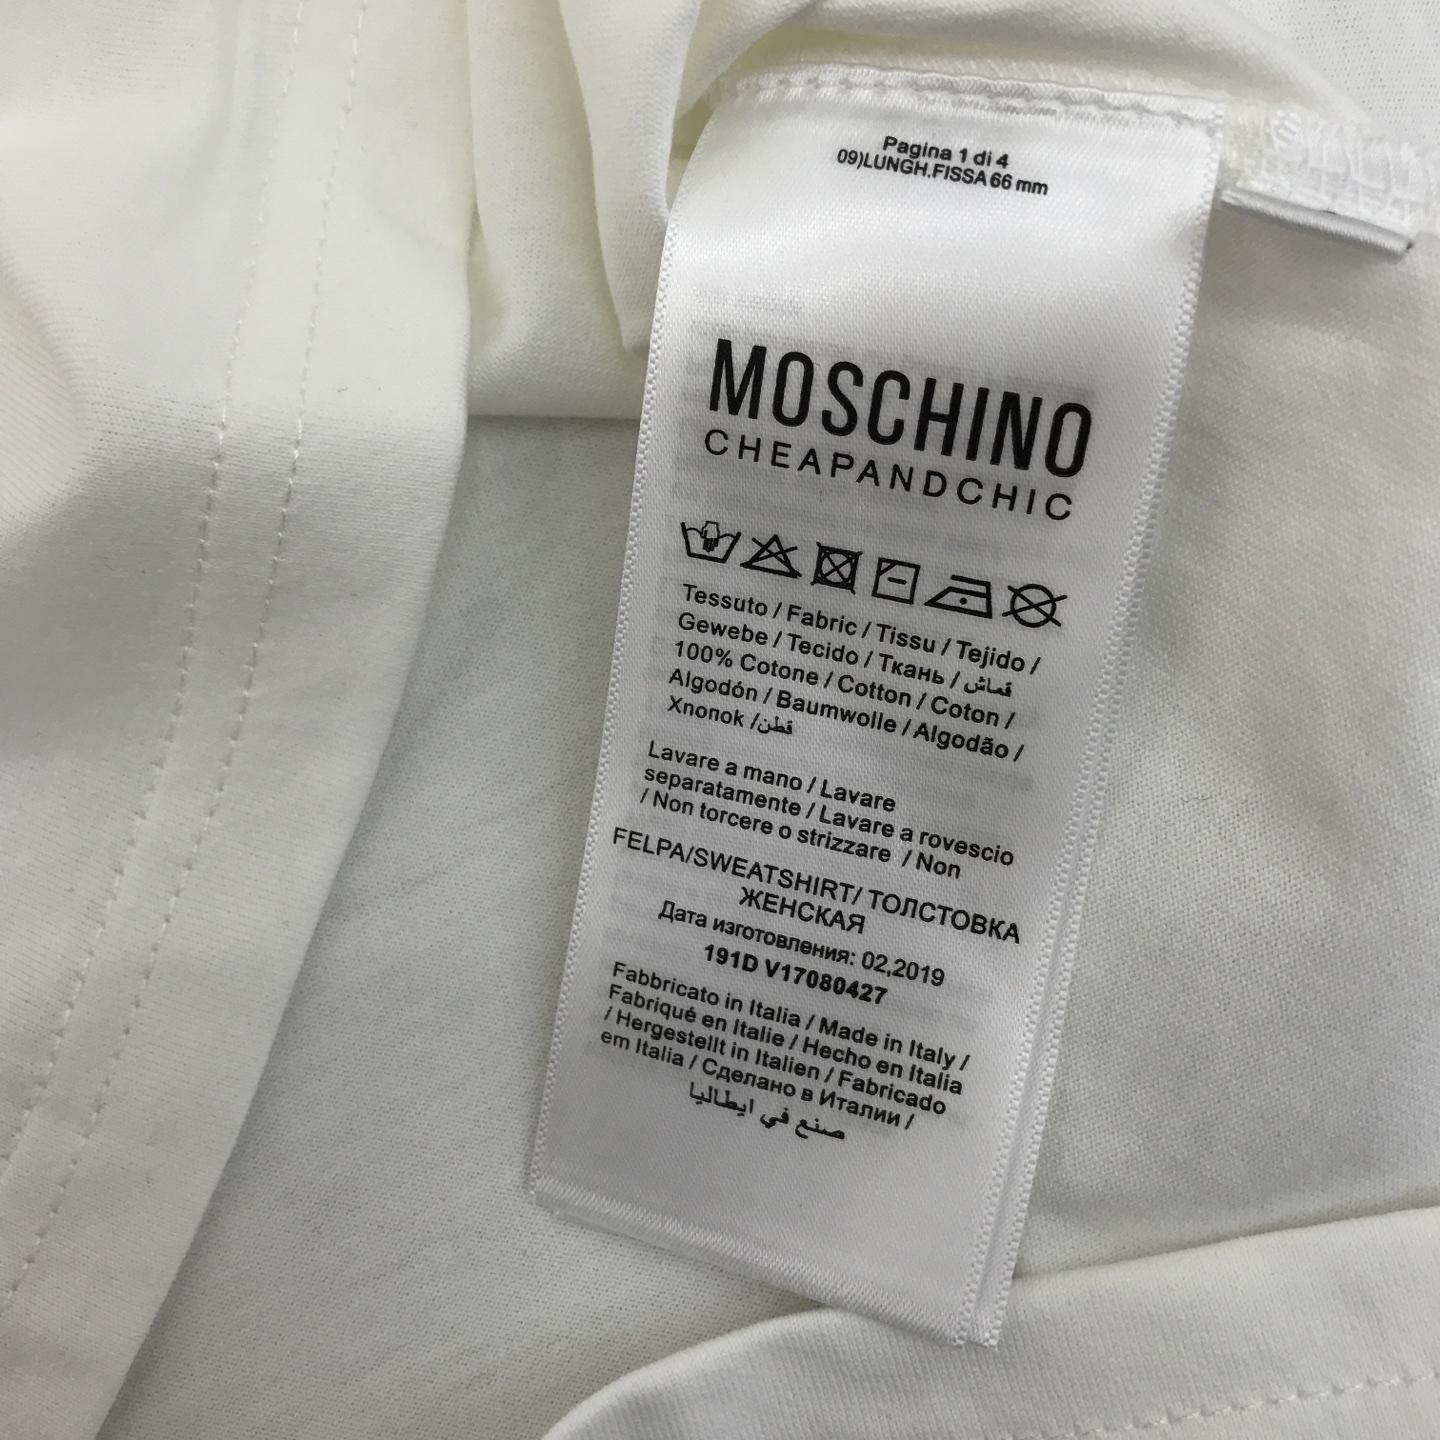 Pagina 1 di 4
09)LUNGH.FISSA 66 mm
MOSCHINO
CHEAPANDCHIC
Tessuto / Fabric / Tissu / Tejido /
Gewebe / Tecido / Ткань / قماش
100% Cotone / Cotton / Coton /
Algodón / Baumwolle / Algodão /
Хпопок /قطن
Lavare a mano / Lavare
separatamente / Lavare a rovescio
/ Non torcere o strizzare / Non
FELPA/SWEATSHIRT/ ТОЛСТОВКА
ЖЕНСКАЯ
Дата изготовления: 02,2019
191D V17080427
Fabbricato in Italia / Made in Italy /
Fabriqué en Italie / Hecho en Italia
/ Hergestellt in Italien / Fabricado
em Italia / Сделано в Италии /
صنع في ايطاليا